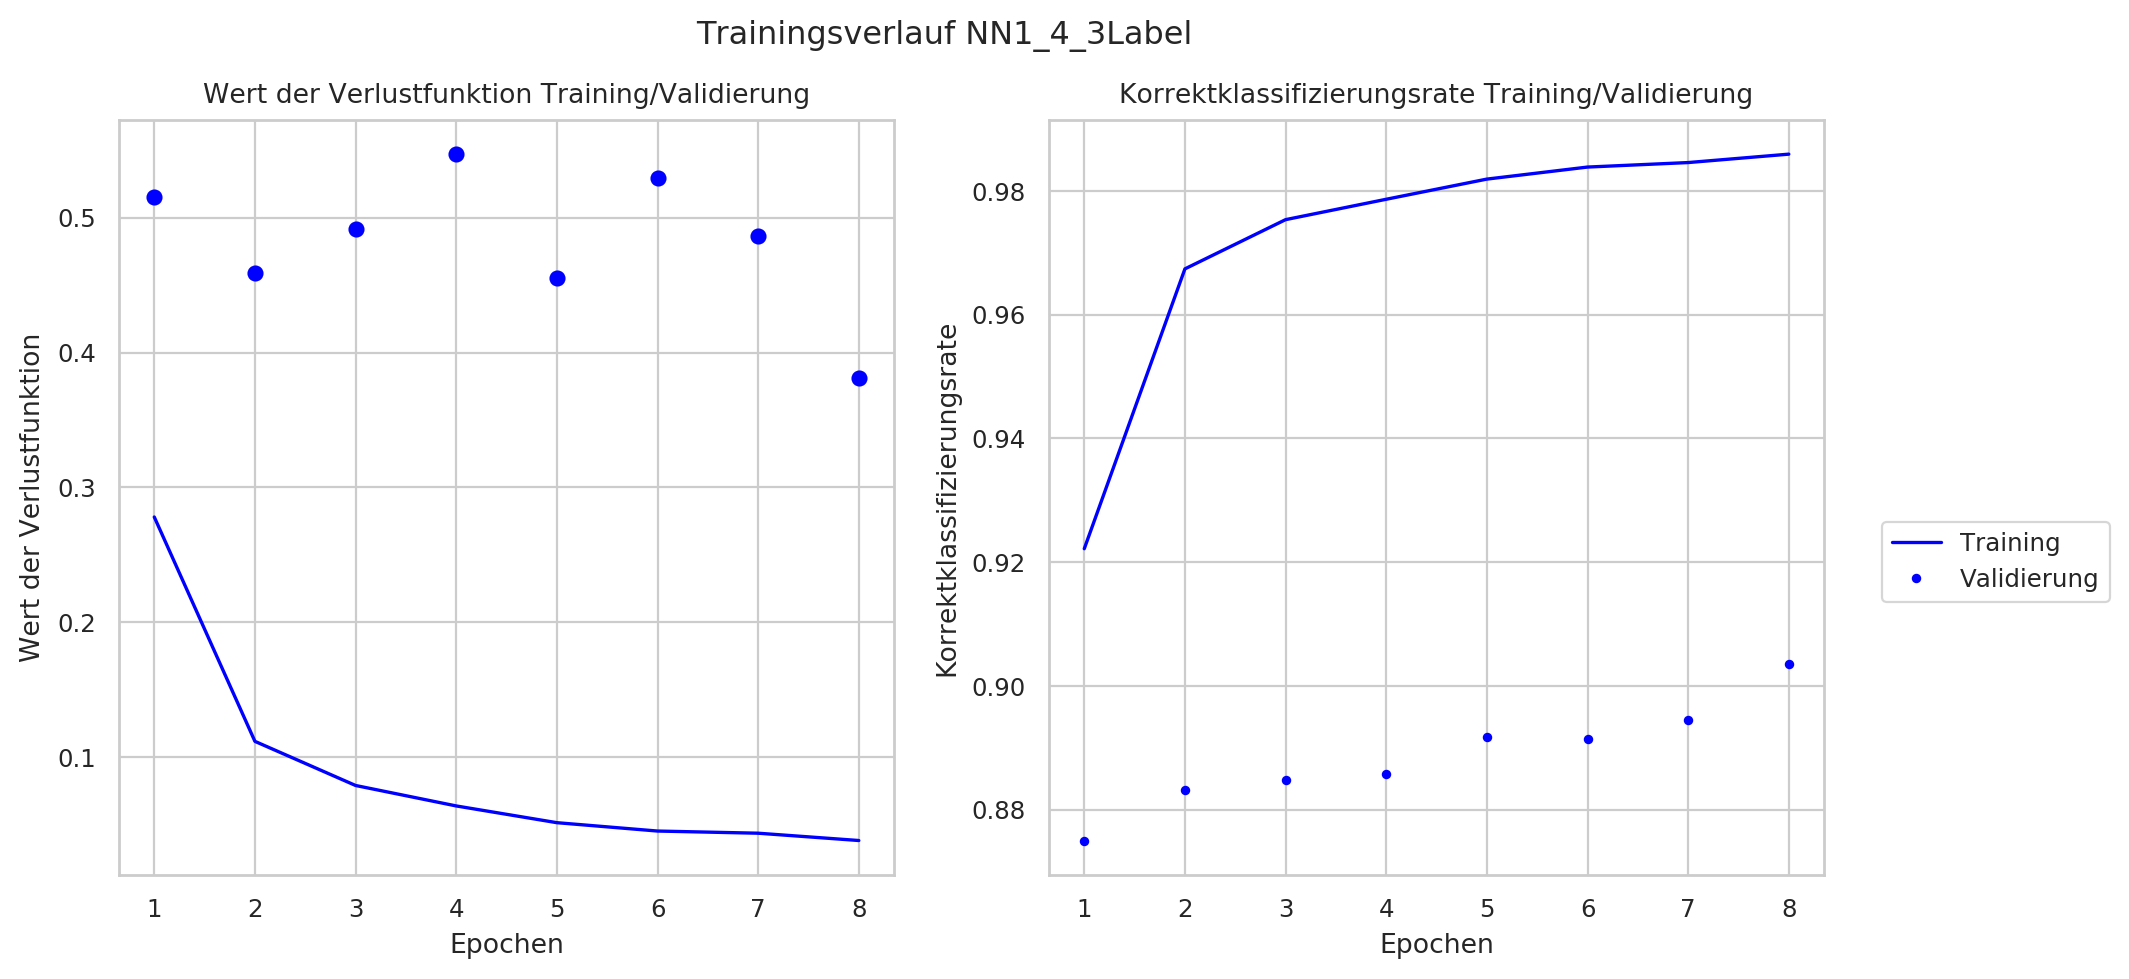 Trainingsverlauf NN1_4_3Label
Wert der Verlustfunktion Training/Validierung
Wert der Verlustfunktion
0.5
0.4
0.3
0.2
0.1
1 2 3 4 5 6 7 8
Epochen
Korrektklassifizierungsrate Training/Validierung
Korrektklassifizierungsrate
0.98
0.96
0.94
0.92
0.90
0.88
1 2 3 4 5 6 7 8
Epochen
Training
Validierung